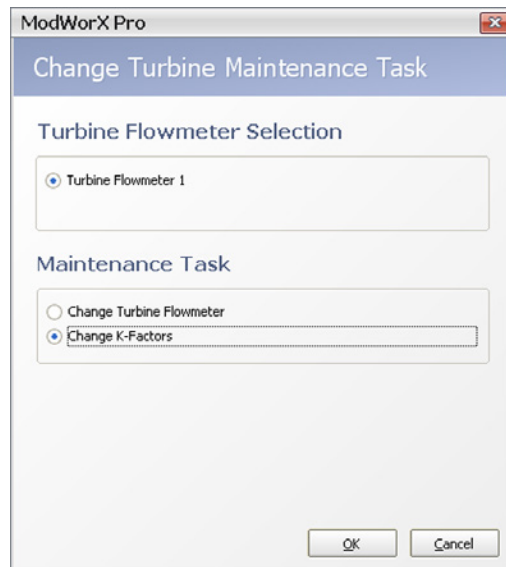 ModWorX Pro
Change Turbine Maintenance Task
Turbine Flowmeter Selection
Turbine Flowmeter 1
Maintenance Task
Change Turbine Flowmeter
Change K-Factors
OK
Cancel